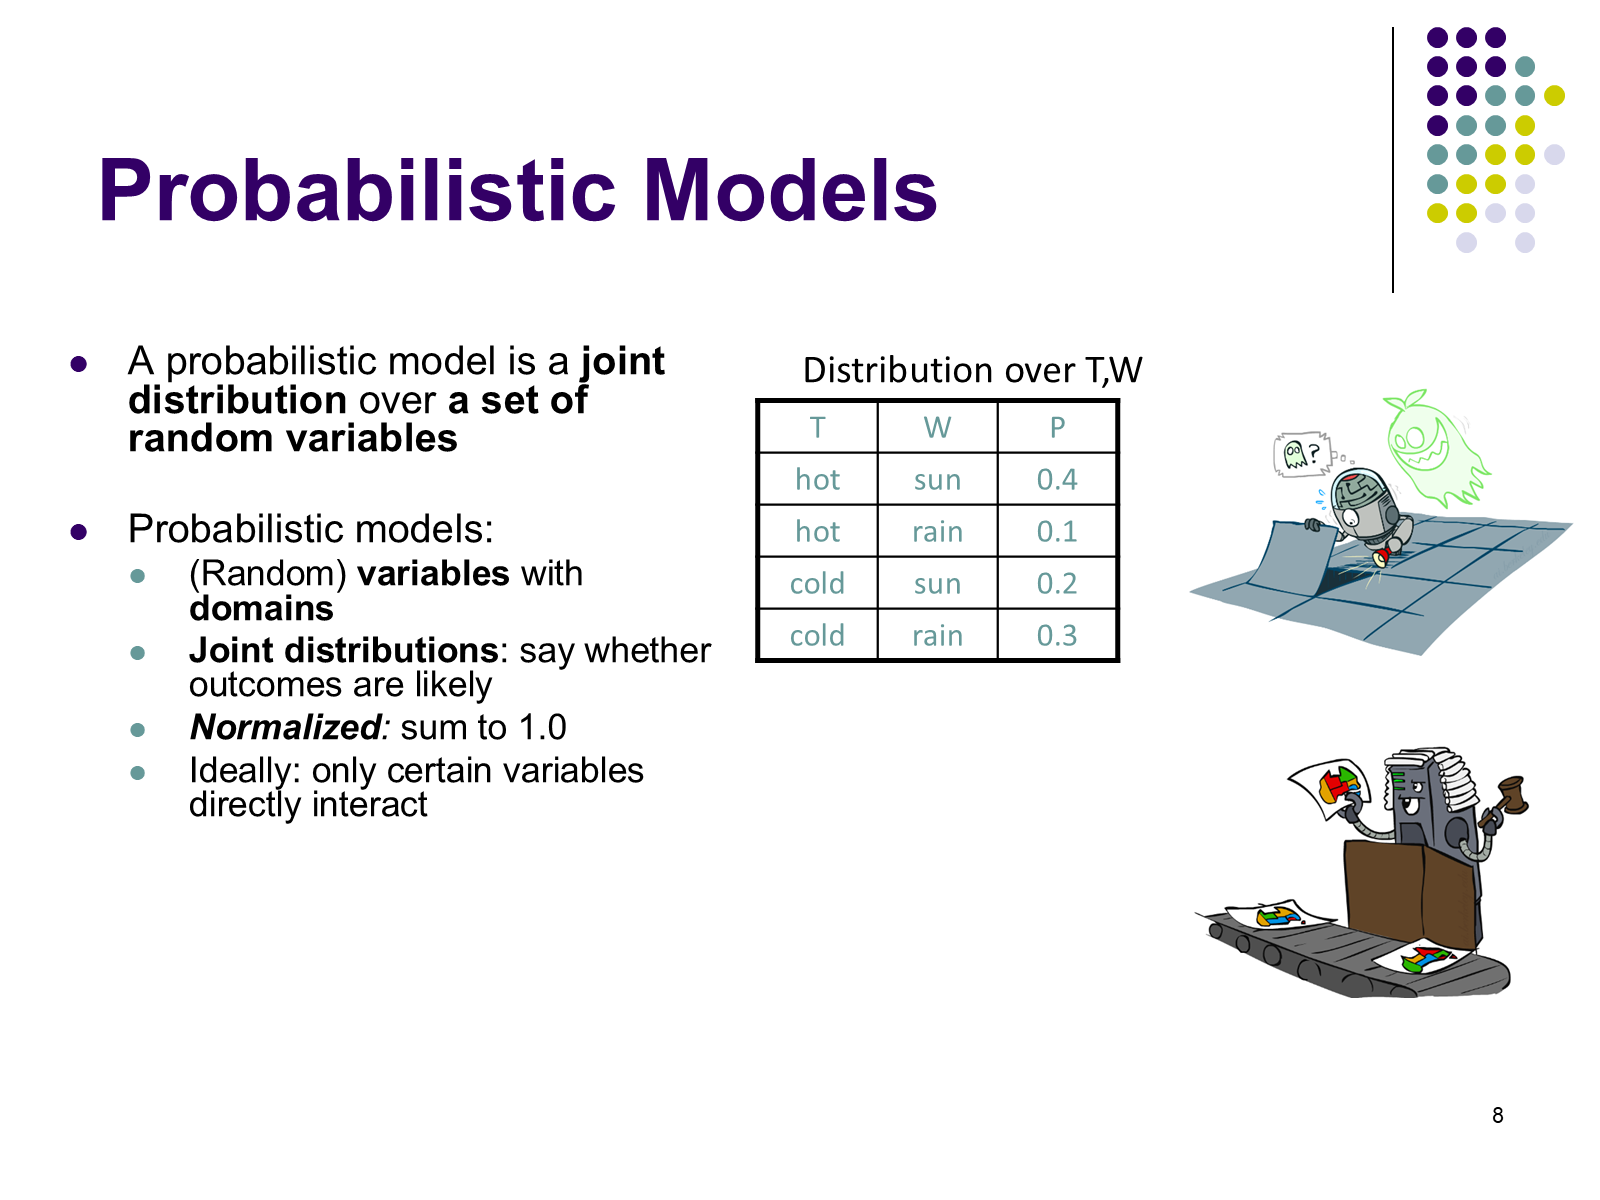 Probabilistic Models
A probabilistic model is a joint
distribution over a set of
random variables
Probabilistic models:
(Random) variables with
domains
Joint distributions: say whether
outcomes are likely
Normalized: sum to 1.0
Ideally: only certain variables
directly interact
Distribution over T,W
T W P
hot sun 0.4
hot rain 0.1
cold sun 0.2
cold rain 0.3
?
8